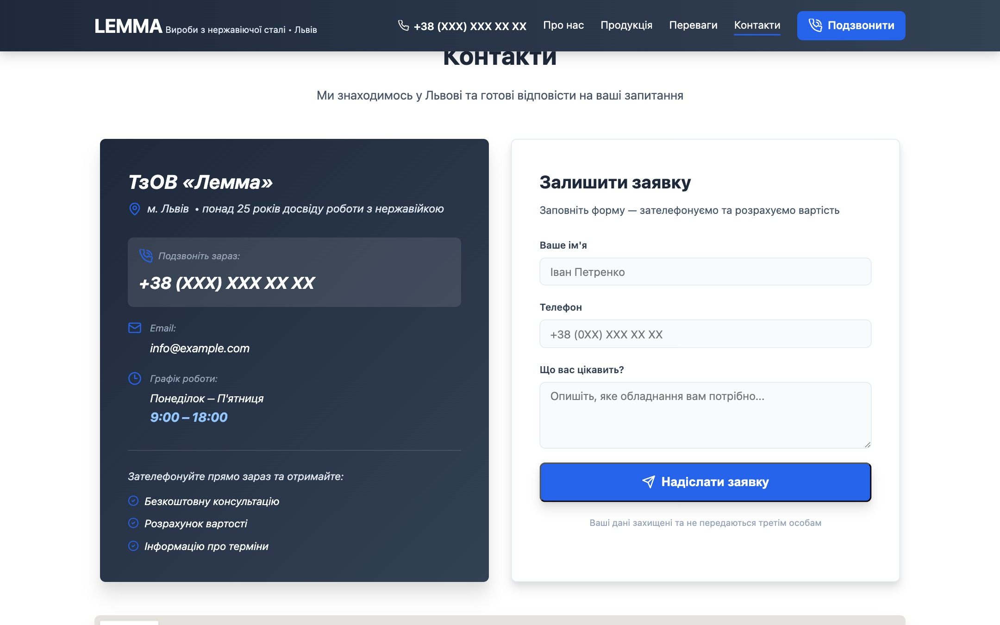 LEMMA Вироби з нержавіючої сталі • Львів
+38 (XXX) XXX XX XX
Про нас
Продукція
Переваги
Контакти
Подзвонити
Контакти
Ми знаходимось у Львові та готові відповісти на ваші запитання
ТзОВ «Лемма»
м. Львів • понад 25 років досвіду роботи з нержавійкою
Подзвоніть зараз:
+38 (XXX) XXX XX XX
Email:
info@example.com
Графік роботи:
Понеділок – П'ятниця
9:00 – 18:00
Зателефонуйте прямо зараз та отримайте:
Безкоштовну консультацію
Розрахунок вартості
Інформацію про терміни
Залишити заявку
Заповніть форму — зателефонуємо та розрахуємо вартість
Ваше ім'я
Іван Петренко
Телефон
+38 (0XX) XXX XX XX
Що вас цікавить?
Опишіть, яке обладнання вам потрібно...
Надіслати заявку
Ваші дані захищені та не передаються третім особам